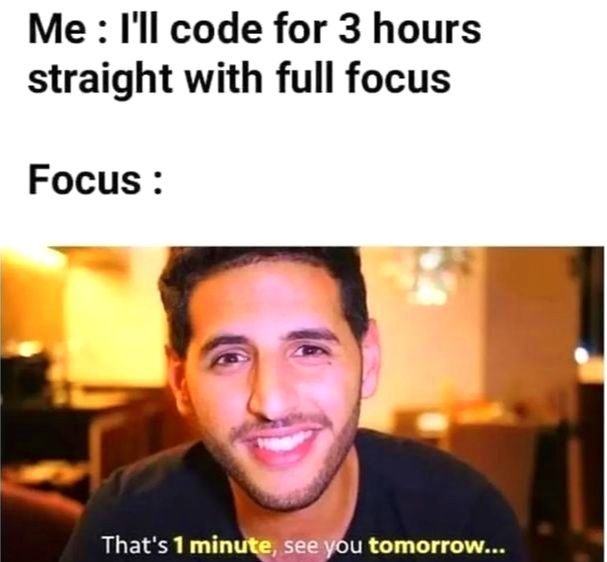 Me : I'll code for 3 hours
straight with full focus
Focus :
That's 1 minute, see you tomorrow...